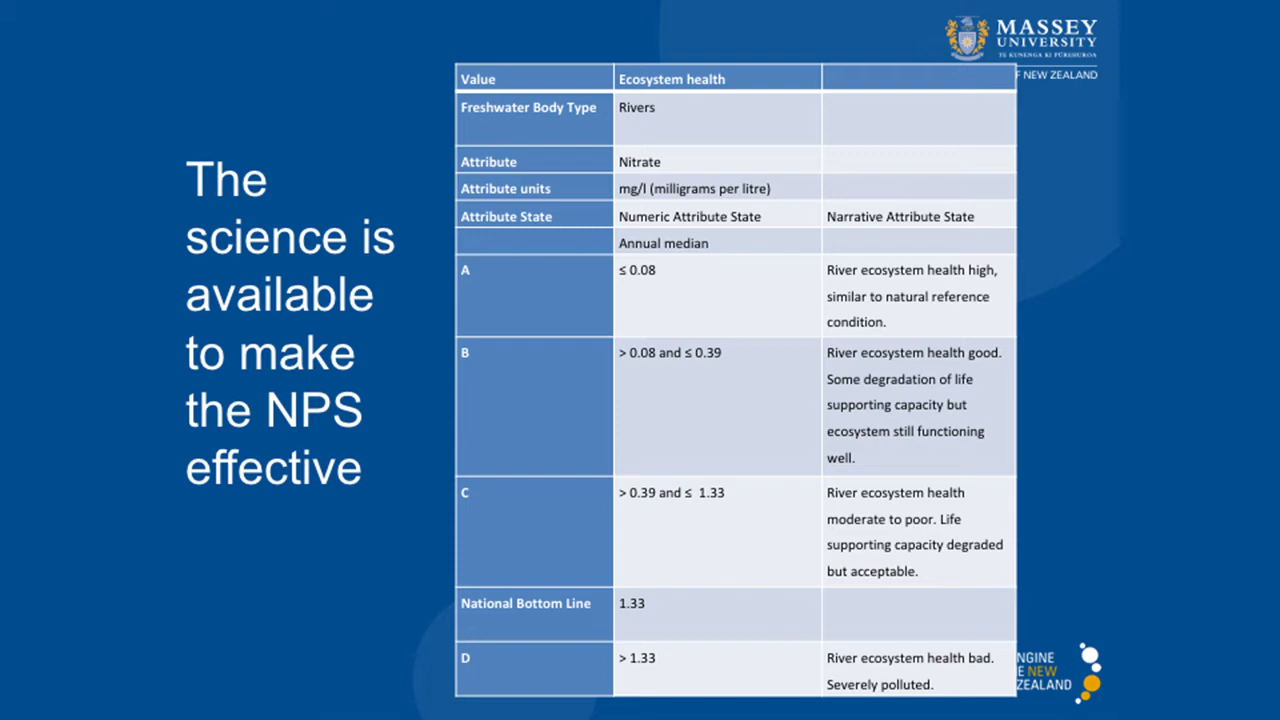 MASSEY
UNIVERSITY
TE KUNENGA KI PŪREHUROA
F NEW ZEALAND
The
science is
available
to make
the NPS
effective
Value Ecosystem health
Freshwater Body Type Rivers
Attribute Nitrate
Attribute units mg/l (milligrams per litre)
Attribute State Numeric Attribute State Narrative Attribute State
Annual median
A ≤ 0.08 River ecosystem health high,
similar to natural reference
condition.
B > 0.08 and ≤ 0.39 River ecosystem health good.
Some degradation of life
supporting capacity but
ecosystem still functioning
well.
C > 0.39 and ≤ 1.33 River ecosystem health
moderate to poor. Life
supporting capacity degraded
but acceptable.
National Bottom Line 1.33
D > 1.33 River ecosystem health bad.
Severely polluted.
NGINE
E NEW
ZEALAND